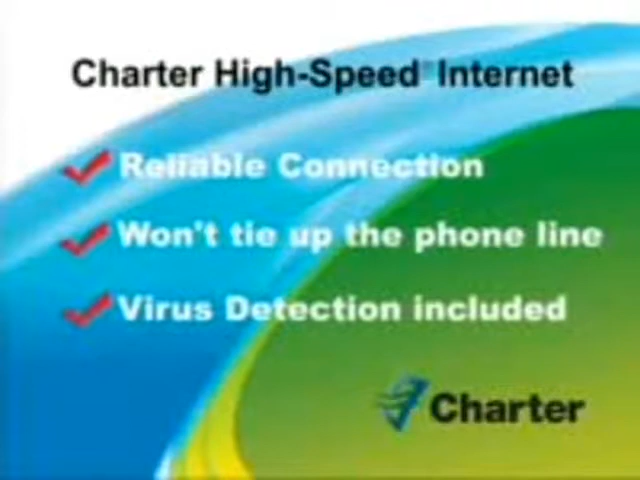 Charter High-Speed® Internet
Reliable Connection
Won't tie up the phone line
Virus Detection included
Charter